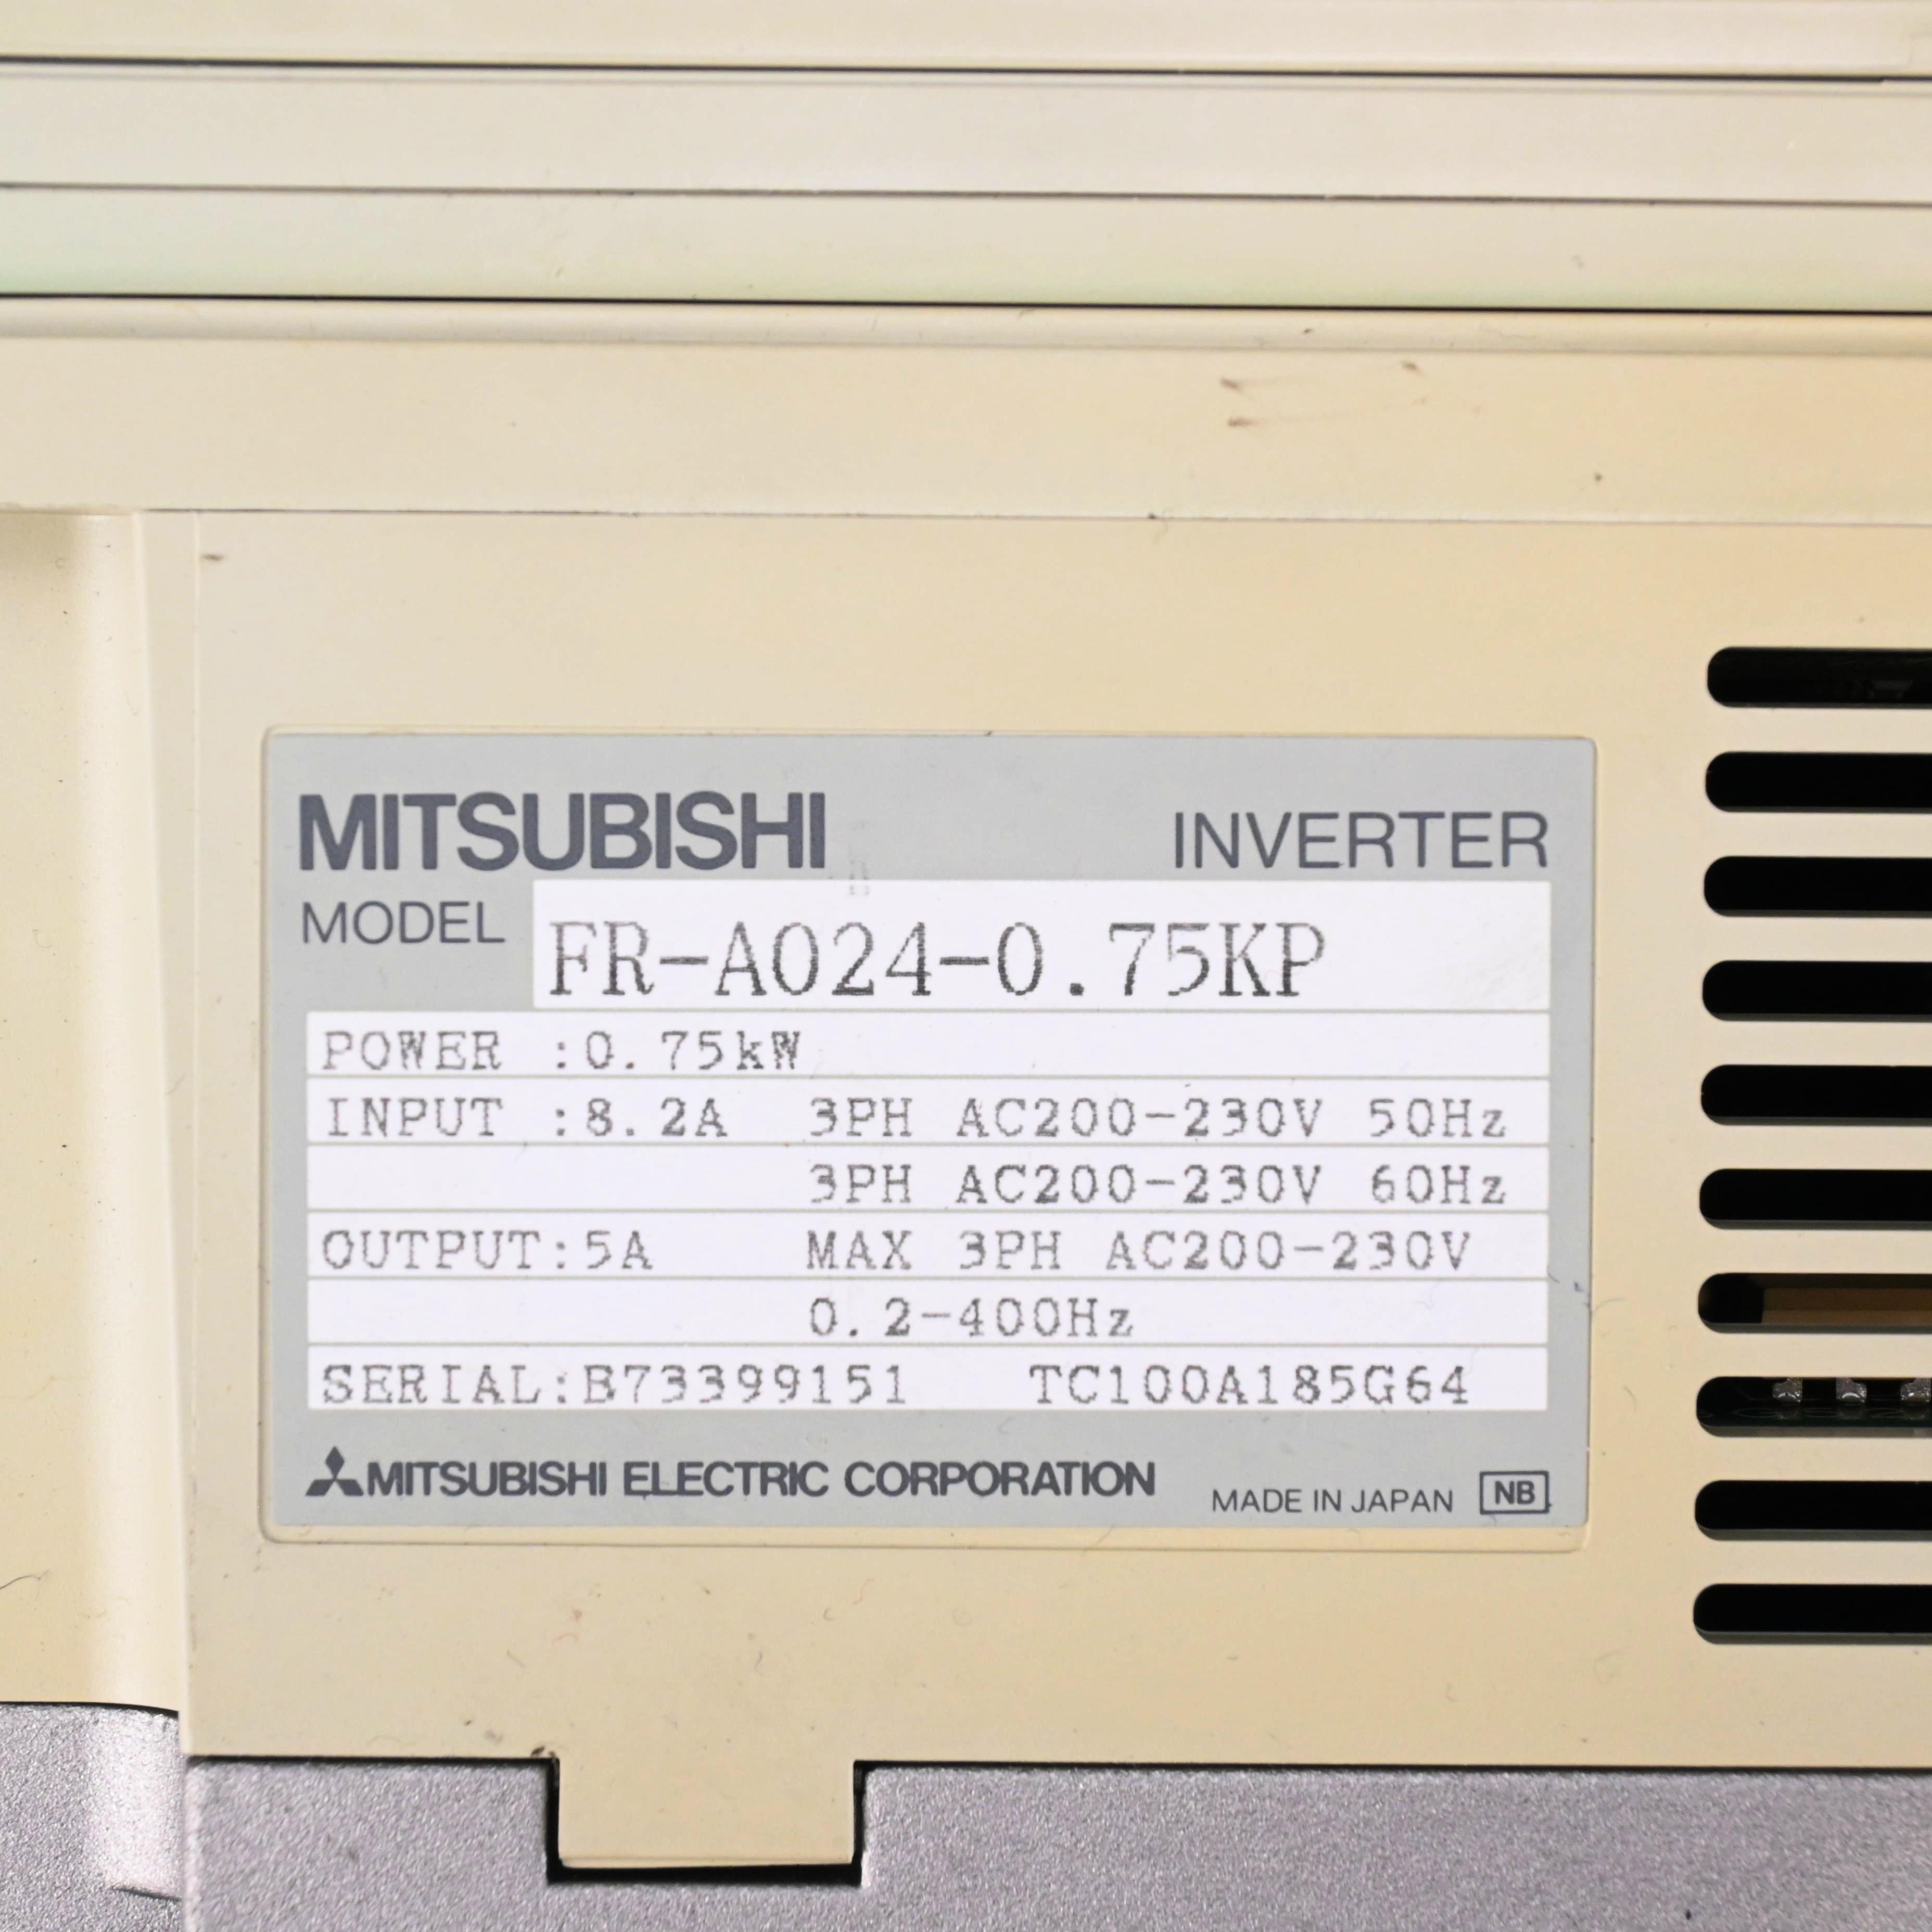 MITSUBISHI INVERTER
MODEL FR-A024-0.75KP
POWER :0.75kW
INPUT :8.2A 3PH AC200-230V 50Hz
3PH AC200-230V 60Hz
OUTPUT:5A MAX 3PH AC200-230V
0.2-400Hz
SERIAL:B73399151 TC100A185G64
MITSUBISHI ELECTRIC CORPORATION MADE IN JAPAN NB